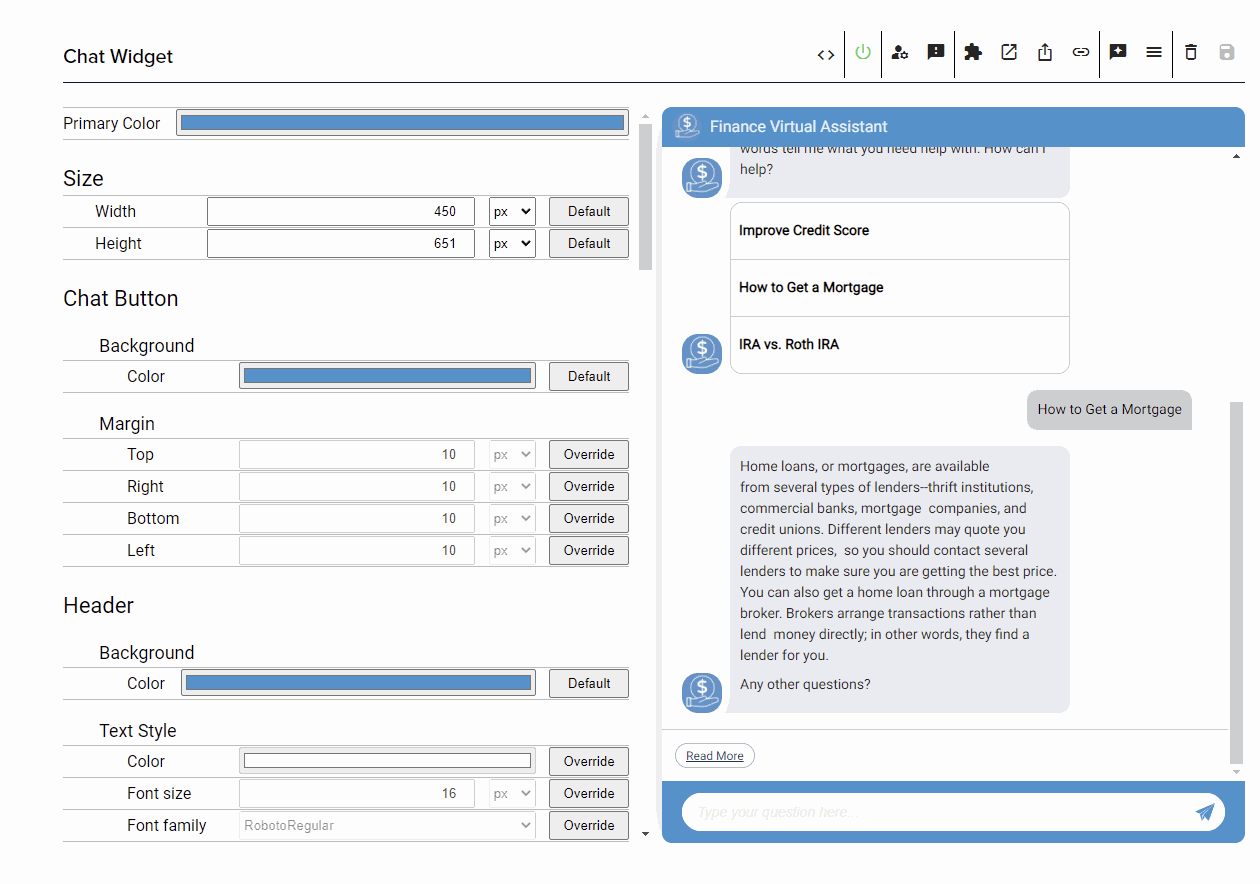 Chat Widget
Primary Color
Size
Width 450 px Default
Height 651 px Default
Chat Button
Background
Color Default
Margin
Top 10 px Override
Right 10 px Override
Bottom 10 px Override
Left 10 px Override
Header
Background
Color Default
Text Style
Color Override
Font size 16 px Override
Font family RobotoRegular Override
Finance Virtual Assistant
words tell me what you need help with. How can I
help?
Improve Credit Score
How to Get a Mortgage
IRA vs. Roth IRA
How to Get a Mortgage
Home loans, or mortgages, are available
from several types of lenders--thrift institutions,
commercial banks, mortgage  companies, and
credit unions. Different lenders may quote you
different prices,  so you should contact several
lenders to make sure you are getting the best price.
You can also get a home loan through a mortgage
broker. Brokers arrange transactions rather than
lend  money directly; in other words, they find a
lender for you.
Any other questions?
Read More
Type your question here..